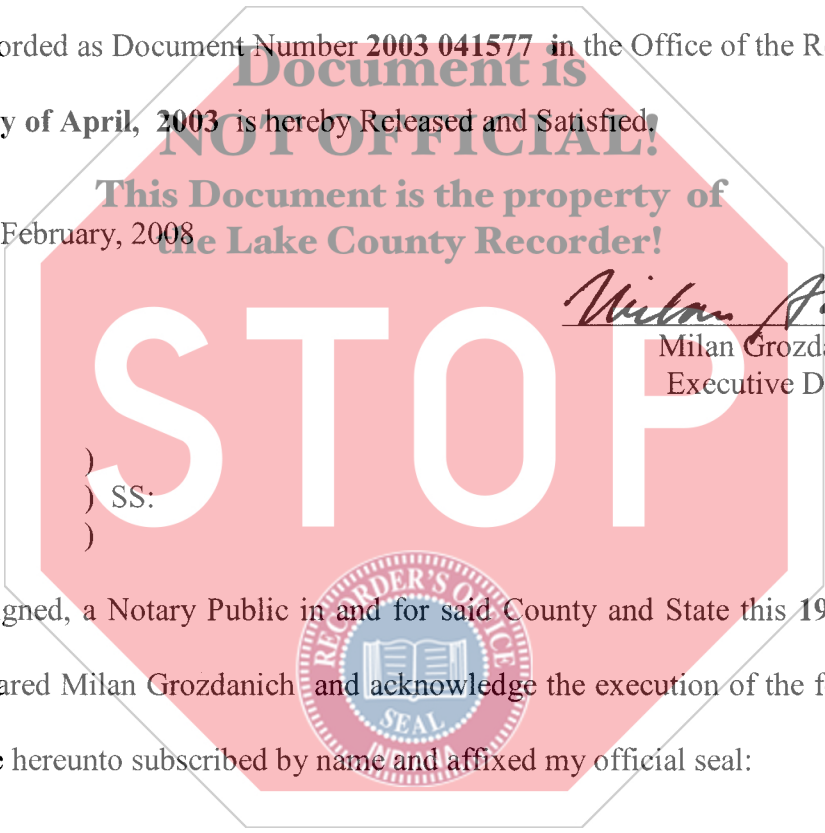 orded as Document Number 2003 041577 in the Office of the R
Document is
y of April, 2003 is hereby Released and Satisfied.
NOT OFFICIAL!
This Document is the property of
February, 2008
the Lake County Recorder!
Milan
Milan Grozda
Executive D
STOP
)
) SS:
)
RECORDER'S OFFICE
gned, a Notary Public in and for said County and State this 19
ared Milan Grozdanich and acknowledge the execution of the f
SEAL
INDIANA
e hereunto subscribed by name and affixed my official seal: